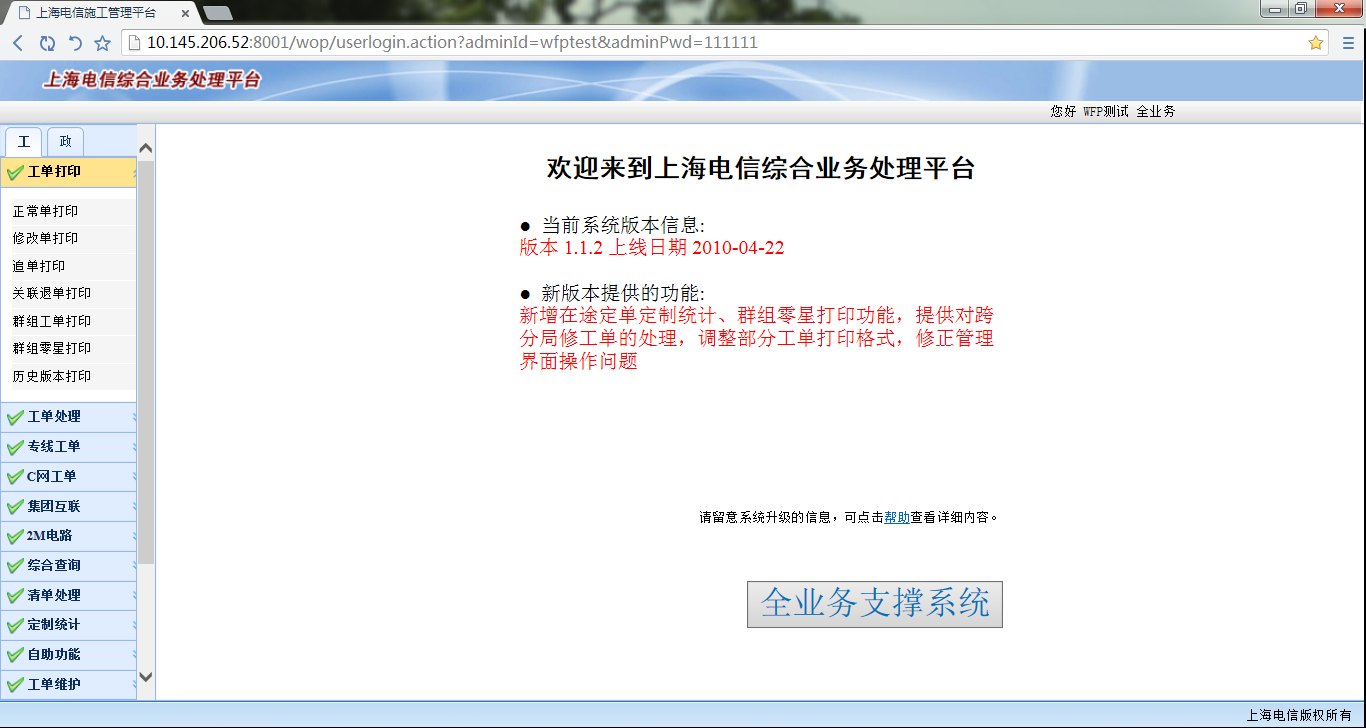 上海电信施工管理平台
10.145.206.52:8001/wop/userlogin.action?adminId=wfptest&adminPwd=111111
上海电信综合业务处理平台
您好 WFP测试 全业务
工 政
工单打印
正常单打印
修改单打印
追单打印
关联退单打印
群组工单打印
群组零星打印
历史版本打印
工单处理
专线工单
C网工单
集团互联
2M电路
综合查询
清单处理
定制统计
自助功能
工单维护
欢迎来到上海电信综合业务处理平台
● 当前系统版本信息:
版本 1.1.2 上线日期 2010-04-22
● 新版本提供的功能:
新增在途定单定制统计、群组零星打印功能，提供对跨
分局修工单的处理，调整部分工单打印格式，修正管理
界面操作问题
请留意系统升级的信息，可点击帮助查看详细内容。
全业务支撑系统
上海电信版权所有